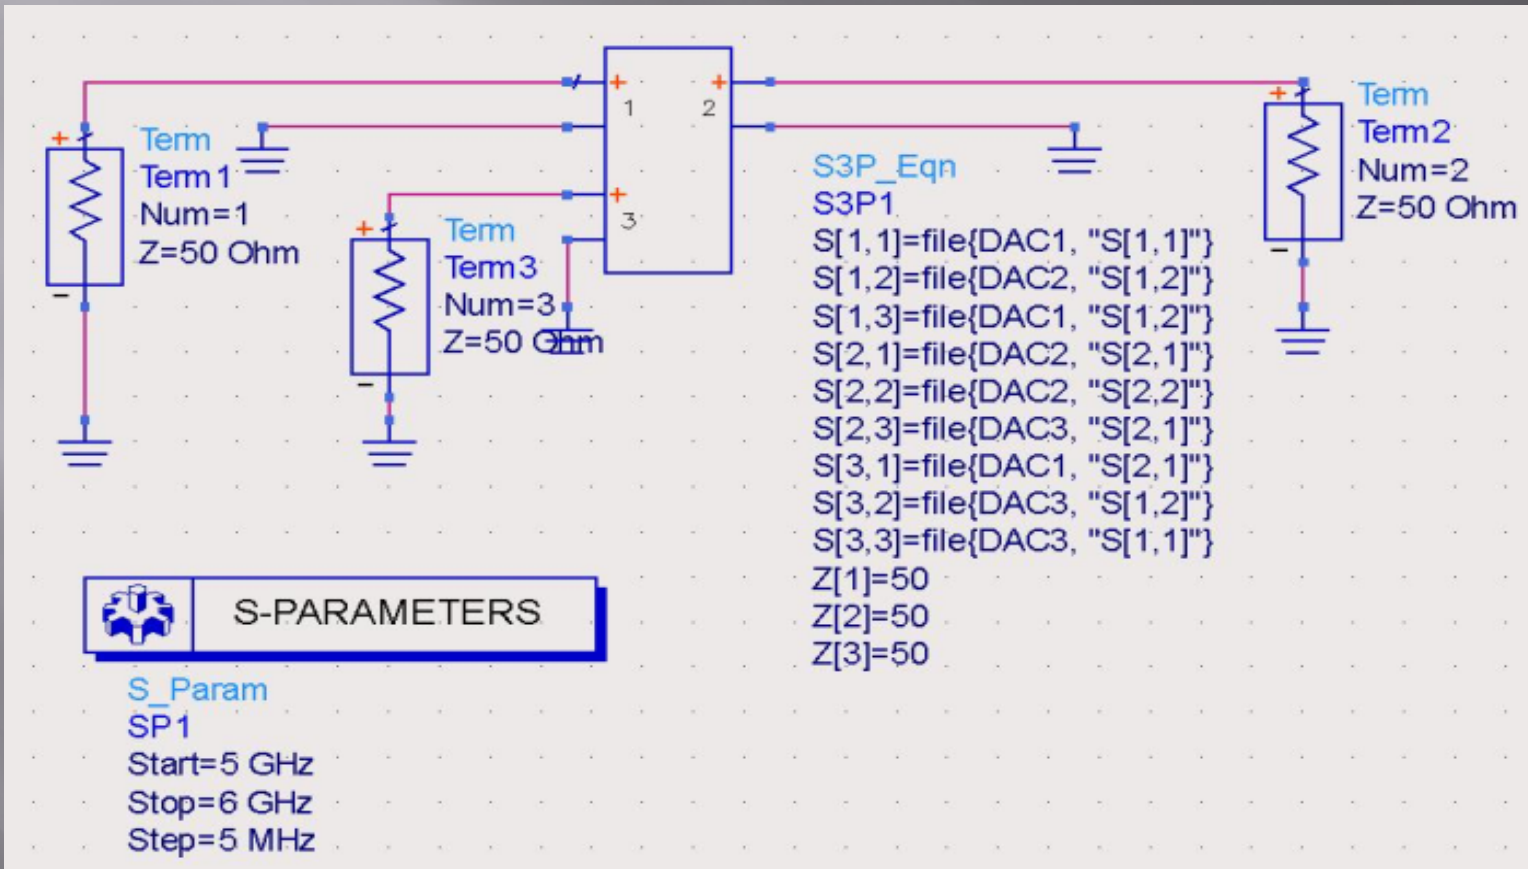 +
1
+
2
+
3
+
Term
Term1
Num=1
Z=50 Ohm
-
+
Term
Term3
Num=3
Z=50 Ohm
-
+
Term
Term2
Num=2
Z=50 Ohm
-
S3P_Eqn
S3P1
S[1,1]=file{DAC1, "S[1,1]"}
S[1,2]=file{DAC2, "S[1,2]"}
S[1,3]=file{DAC1, "S[1,2]"}
S[2,1]=file{DAC2, "S[2,1]"}
S[2,2]=file{DAC2, "S[2,2]"}
S[2,3]=file{DAC3, "S[2,1]"}
S[3,1]=file{DAC1, "S[2,1]"}
S[3,2]=file{DAC3, "S[1,2]"}
S[3,3]=file{DAC3, "S[1,1]"}
Z[1]=50
Z[2]=50
Z[3]=50
S-PARAMETERS
S_Param
SP1
Start=5 GHz
Stop=6 GHz
Step=5 MHz